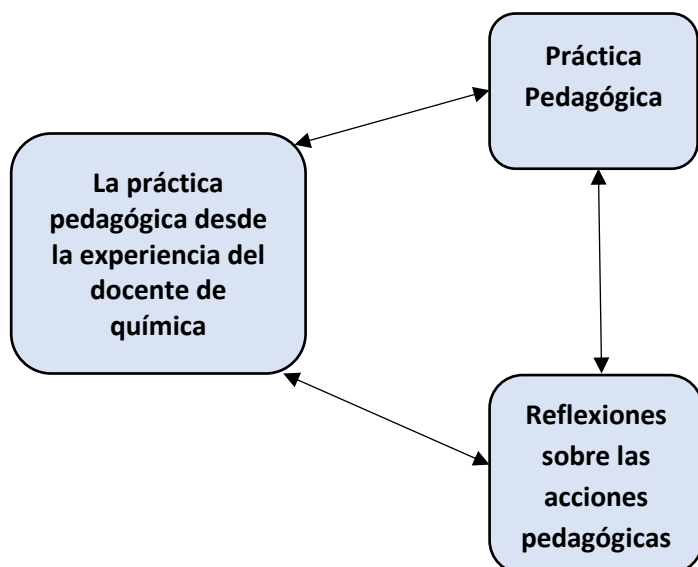 Práctica
Pedagógica
La práctica
pedagógica desde
la experiencia del
docente de
química
Reflexiones
sobre las
acciones
pedagógicas